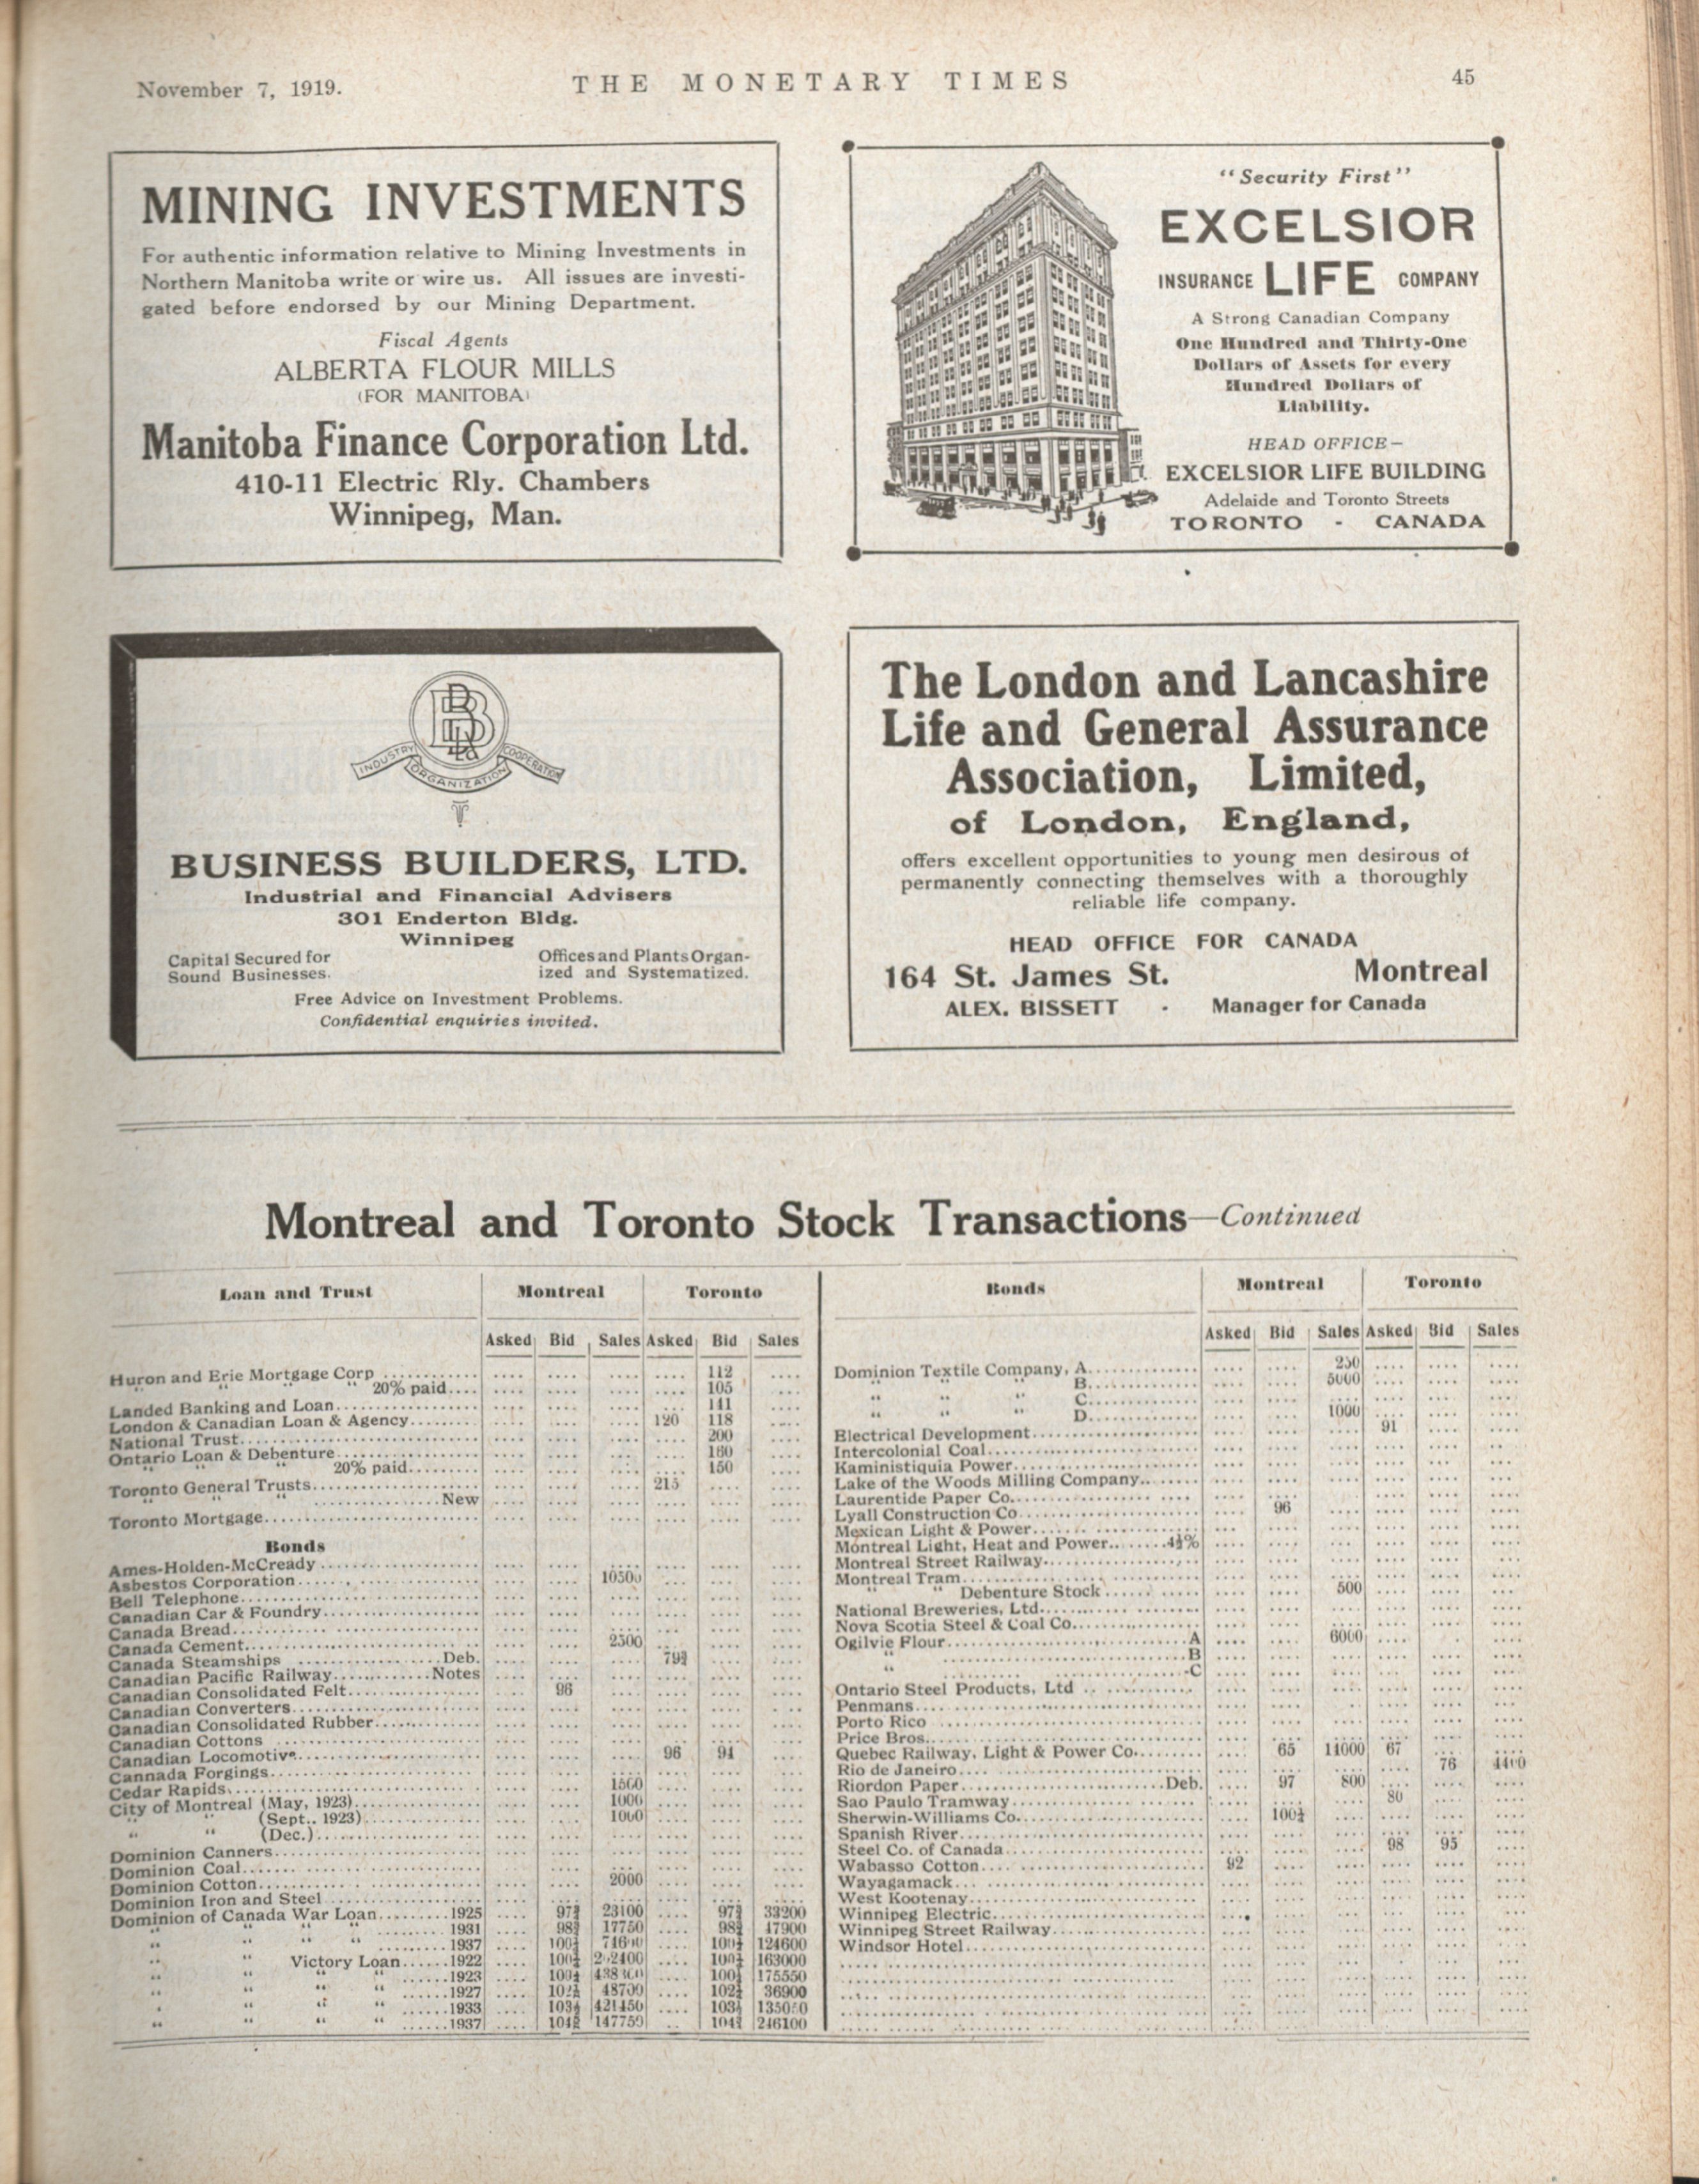 November 7, 1919.
THE MONETARY TIMES
45
MINING INVESTMENTS
For authentic information relative to Mining Investments in
Northern Manitoba write or wire us. All issues are investi-
gated before endorsed by our Mining Department.
Fiscal Agents
ALBERTA FLOUR MILLS
(FOR MANITOBA)
Manitoba Finance Corporation Ltd.
410-11 Electric Rly. Chambers
Winnipeg, Man.
"Security First"
EXCELSIOR
INSURANCE LIFE COMPANY
A Strong Canadian Company
One Hundred and Thirty-One
Dollars of Assets for every
Hundred Dollars of
Liability.
HEAD OFFICE—
EXCELSIOR LIFE BUILDING
Adelaide and Toronto Streets
TORONTO - CANADA
BB Ltd
INDUSTRY ORGANIZATION COOPERATION
BUSINESS BUILDERS, LTD.
Industrial and Financial Advisers
301 Enderton Bldg.
Winnipeg
Capital Secured for
Sound Businesses.
Offices and Plants Organ-
ized and Systematized.
Free Advice on Investment Problems.
Confidential enquiries invited.
The London and Lancashire
Life and General Assurance
Association, Limited,
of London, England,
offers excellent opportunities to young men desirous of
permanently connecting themselves with a thoroughly
reliable life company.
HEAD OFFICE FOR CANADA
164 St. James St. Montreal
ALEX. BISSETT - Manager for Canada
Montreal and Toronto Stock Transactions—Continued
Loan and Trust Montreal Toronto
Asked Bid Sales Asked Bid Sales
Huron and Erie Mortgage Corp 112
" " " 20% paid 105
Landed Banking and Loan 141
London & Canadian Loan & Agency 120 118
National Trust 200
Ontario Loan & Debenture 160
" " 20% paid 150
Toronto General Trusts 215
" " " New
Toronto Mortgage
Bonds
Ames-Holden-McCready
Asbestos Corporation 10500
Bell Telephone
Canadian Car & Foundry
Canada Bread
Canada Cement 2500
Canada Steamships Deb.
Canadian Pacific Railway Notes
Canadian Consolidated Felt 96
Canadian Converters
Canadian Consolidated Rubber
Canadian Cottons
Canadian Locomotive 96 94
Cannada Forgings
Cedar Rapids 1500
City of Montreal (May, 1923) 1000
" (Sept.. 1923) 1000
" " (Dec.)
Dominion Canners
Dominion Coal
Dominion Cotton 2000
Dominion Iron and Steel
Dominion of Canada War Loan 1925 23100 33200
" " " 1931 17750 17900
" " " 1937 124600
" " Victory Loan 1922 163000
" " " " 1923 175550
" " " " 1927 48700 36900
" " " " 1933 421450
" " " " 1937 147750 246100
Bonds Montreal Toronto
Asked Bid Sales Asked Bid Sales
Dominion Textile Company, A 250
" " " B 5000
" " " C
" " " D 1000
Electrical Development 91
Intercolonial Coal
Kaministiquia Power
Lake of the Woods Milling Company
Laurentide Paper Co.
Lyall Construction Co 96
Mexican Light & Power
Montreal Light, Heat and Power 4½%
Montreal Street Railway
Montreal Tram
" " Debenture Stock 500
National Breweries, Ltd.
Nova Scotia Steel & Coal Co.
Ogilvie Flour A 6000
" B
C
Ontario Steel Products, Ltd
Penmans
Porto Rico
Price Bros.
Quebec Railway, Light & Power Co. 65 11000 67
Rio de Janeiro 76
Riordon Paper Deb. 97 800
Sao Paulo Tramway 80
Sherwin-Williams Co.
Spanish River
Steel Co. of Canada 98 95
Wabasso Cotton 92
Wayagamack
West Kootenay
Winnipeg Electric
Winnipeg Street Railway
Windsor Hotel